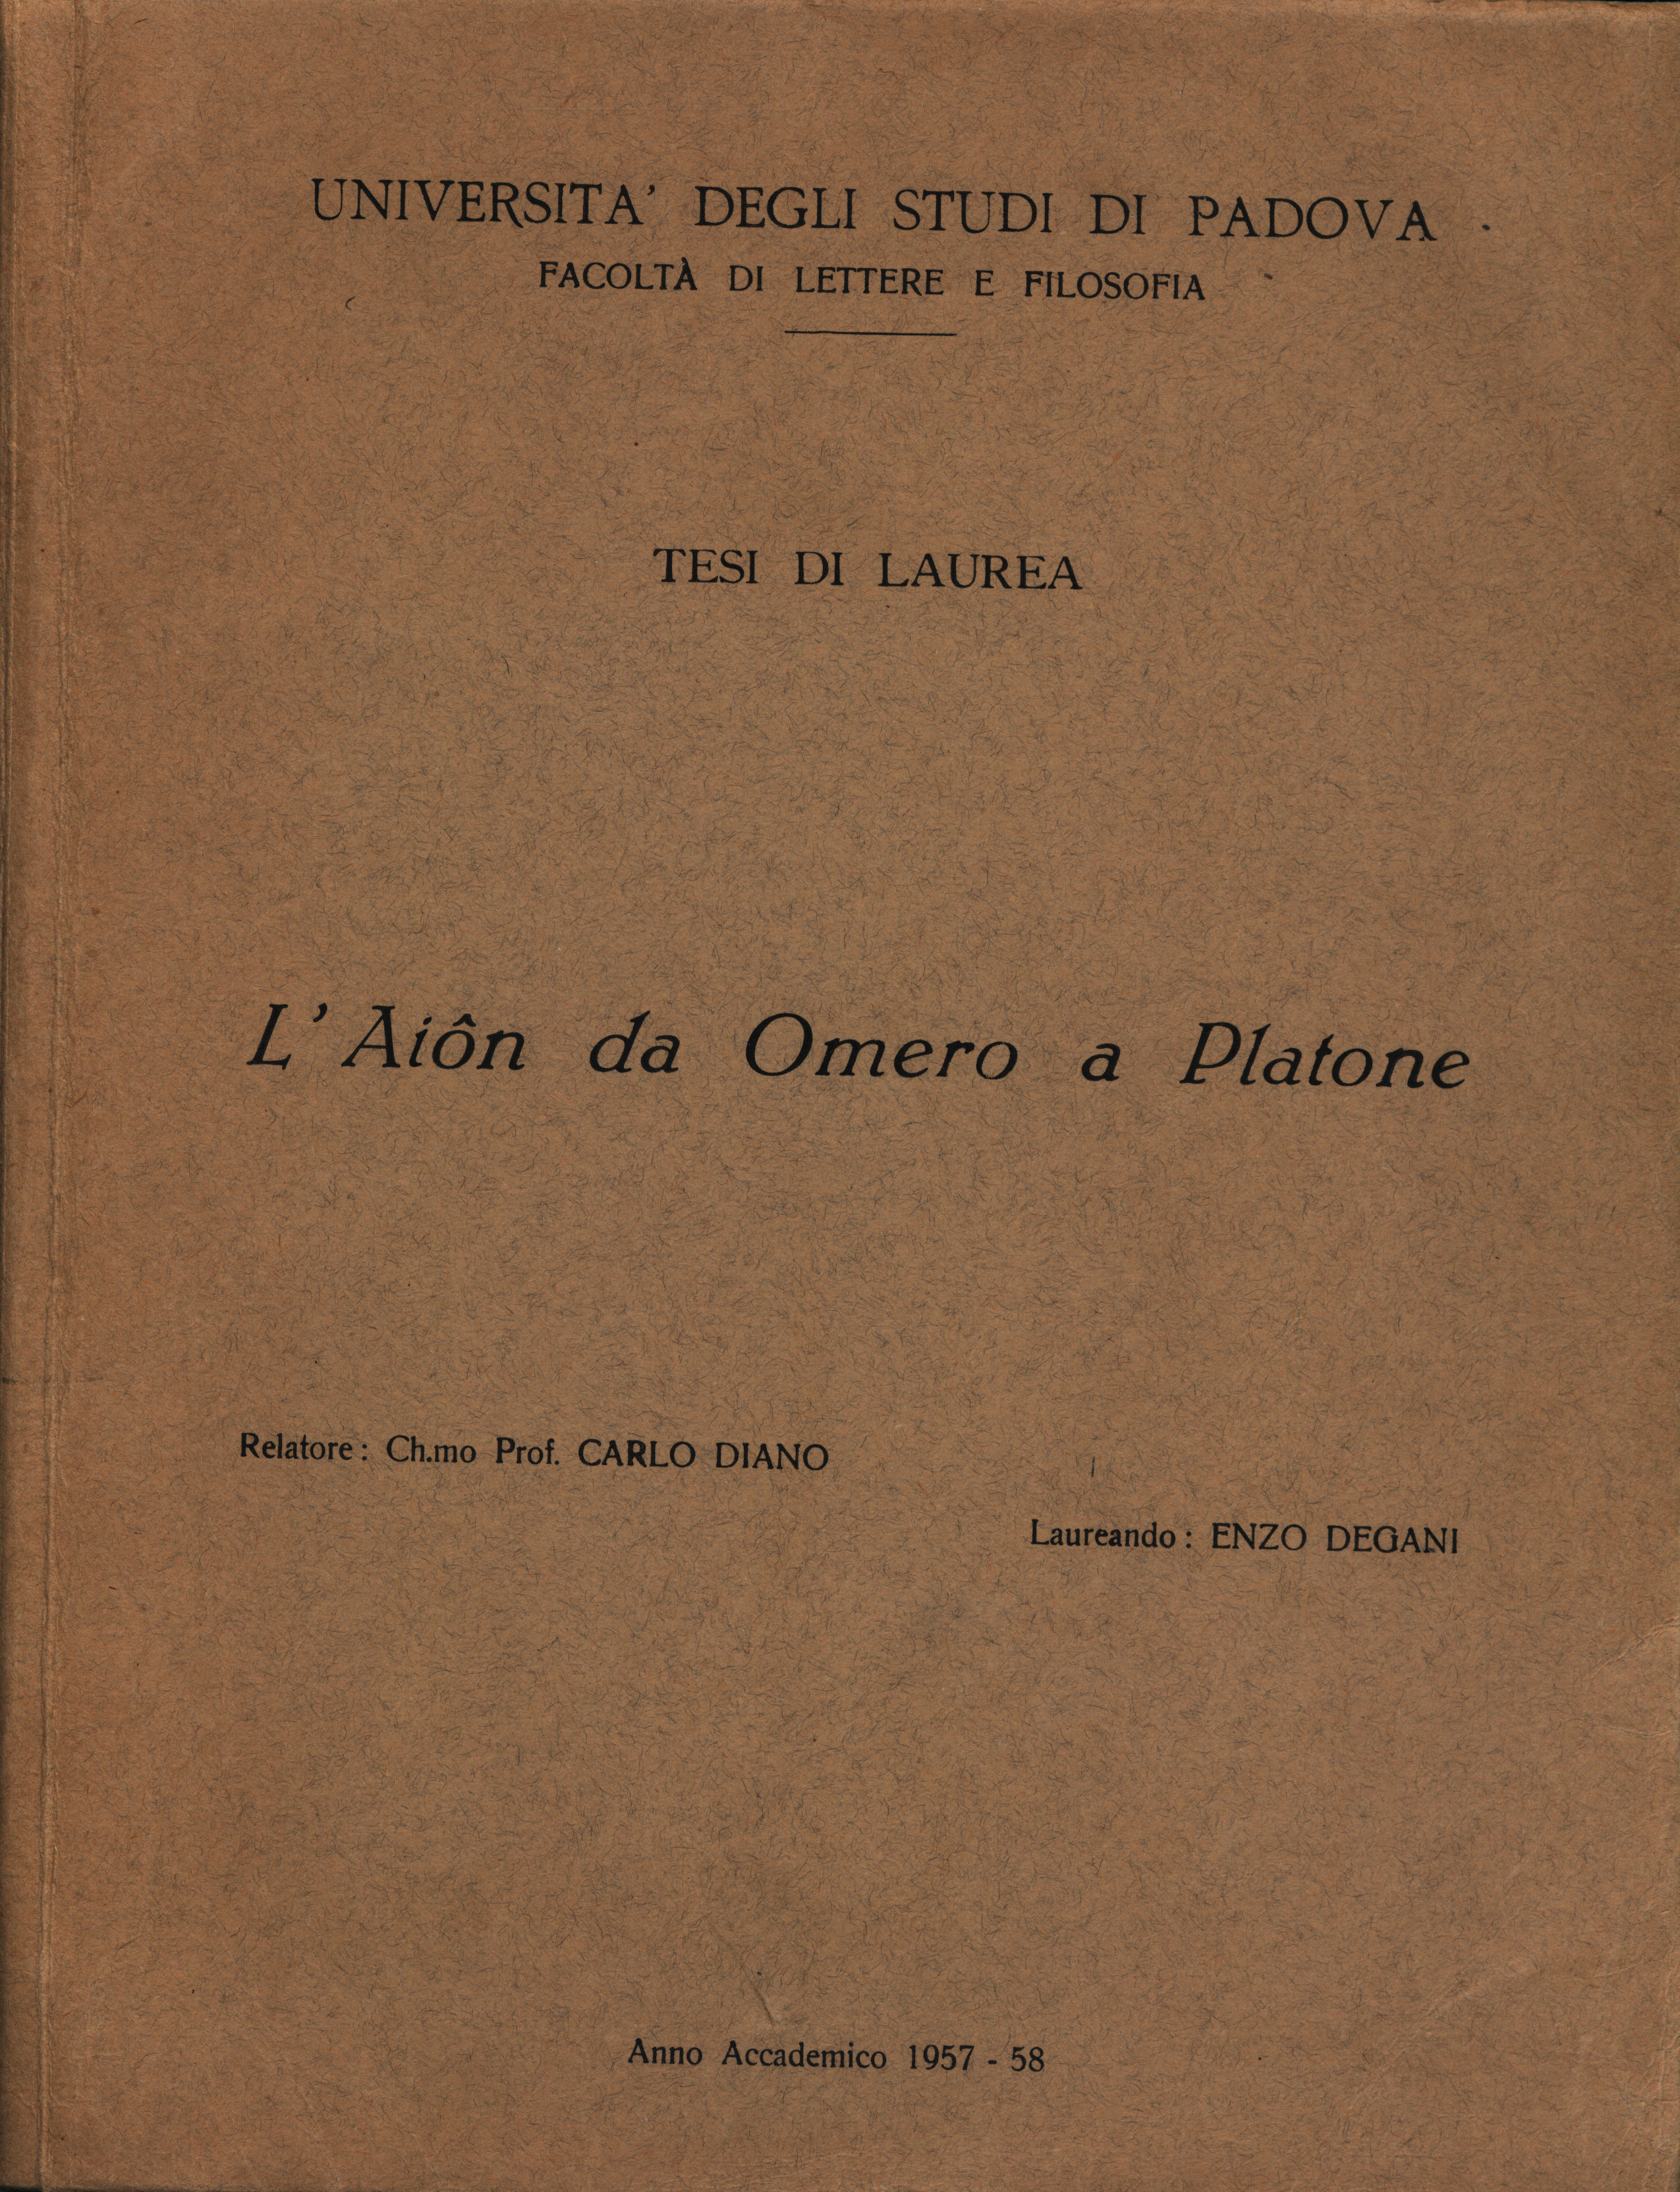 UNIVERSITA' DEGLI STUDI DI PADOVA
FACOLTÀ DI LETTERE E FILOSOFIA
TESI DI LAUREA
L'Aiôn da Omero a Platone
Relatore: Ch.mo Prof. CARLO DIANO
Laureando: ENZO DEGANI
Anno Accademico 1957 - 58